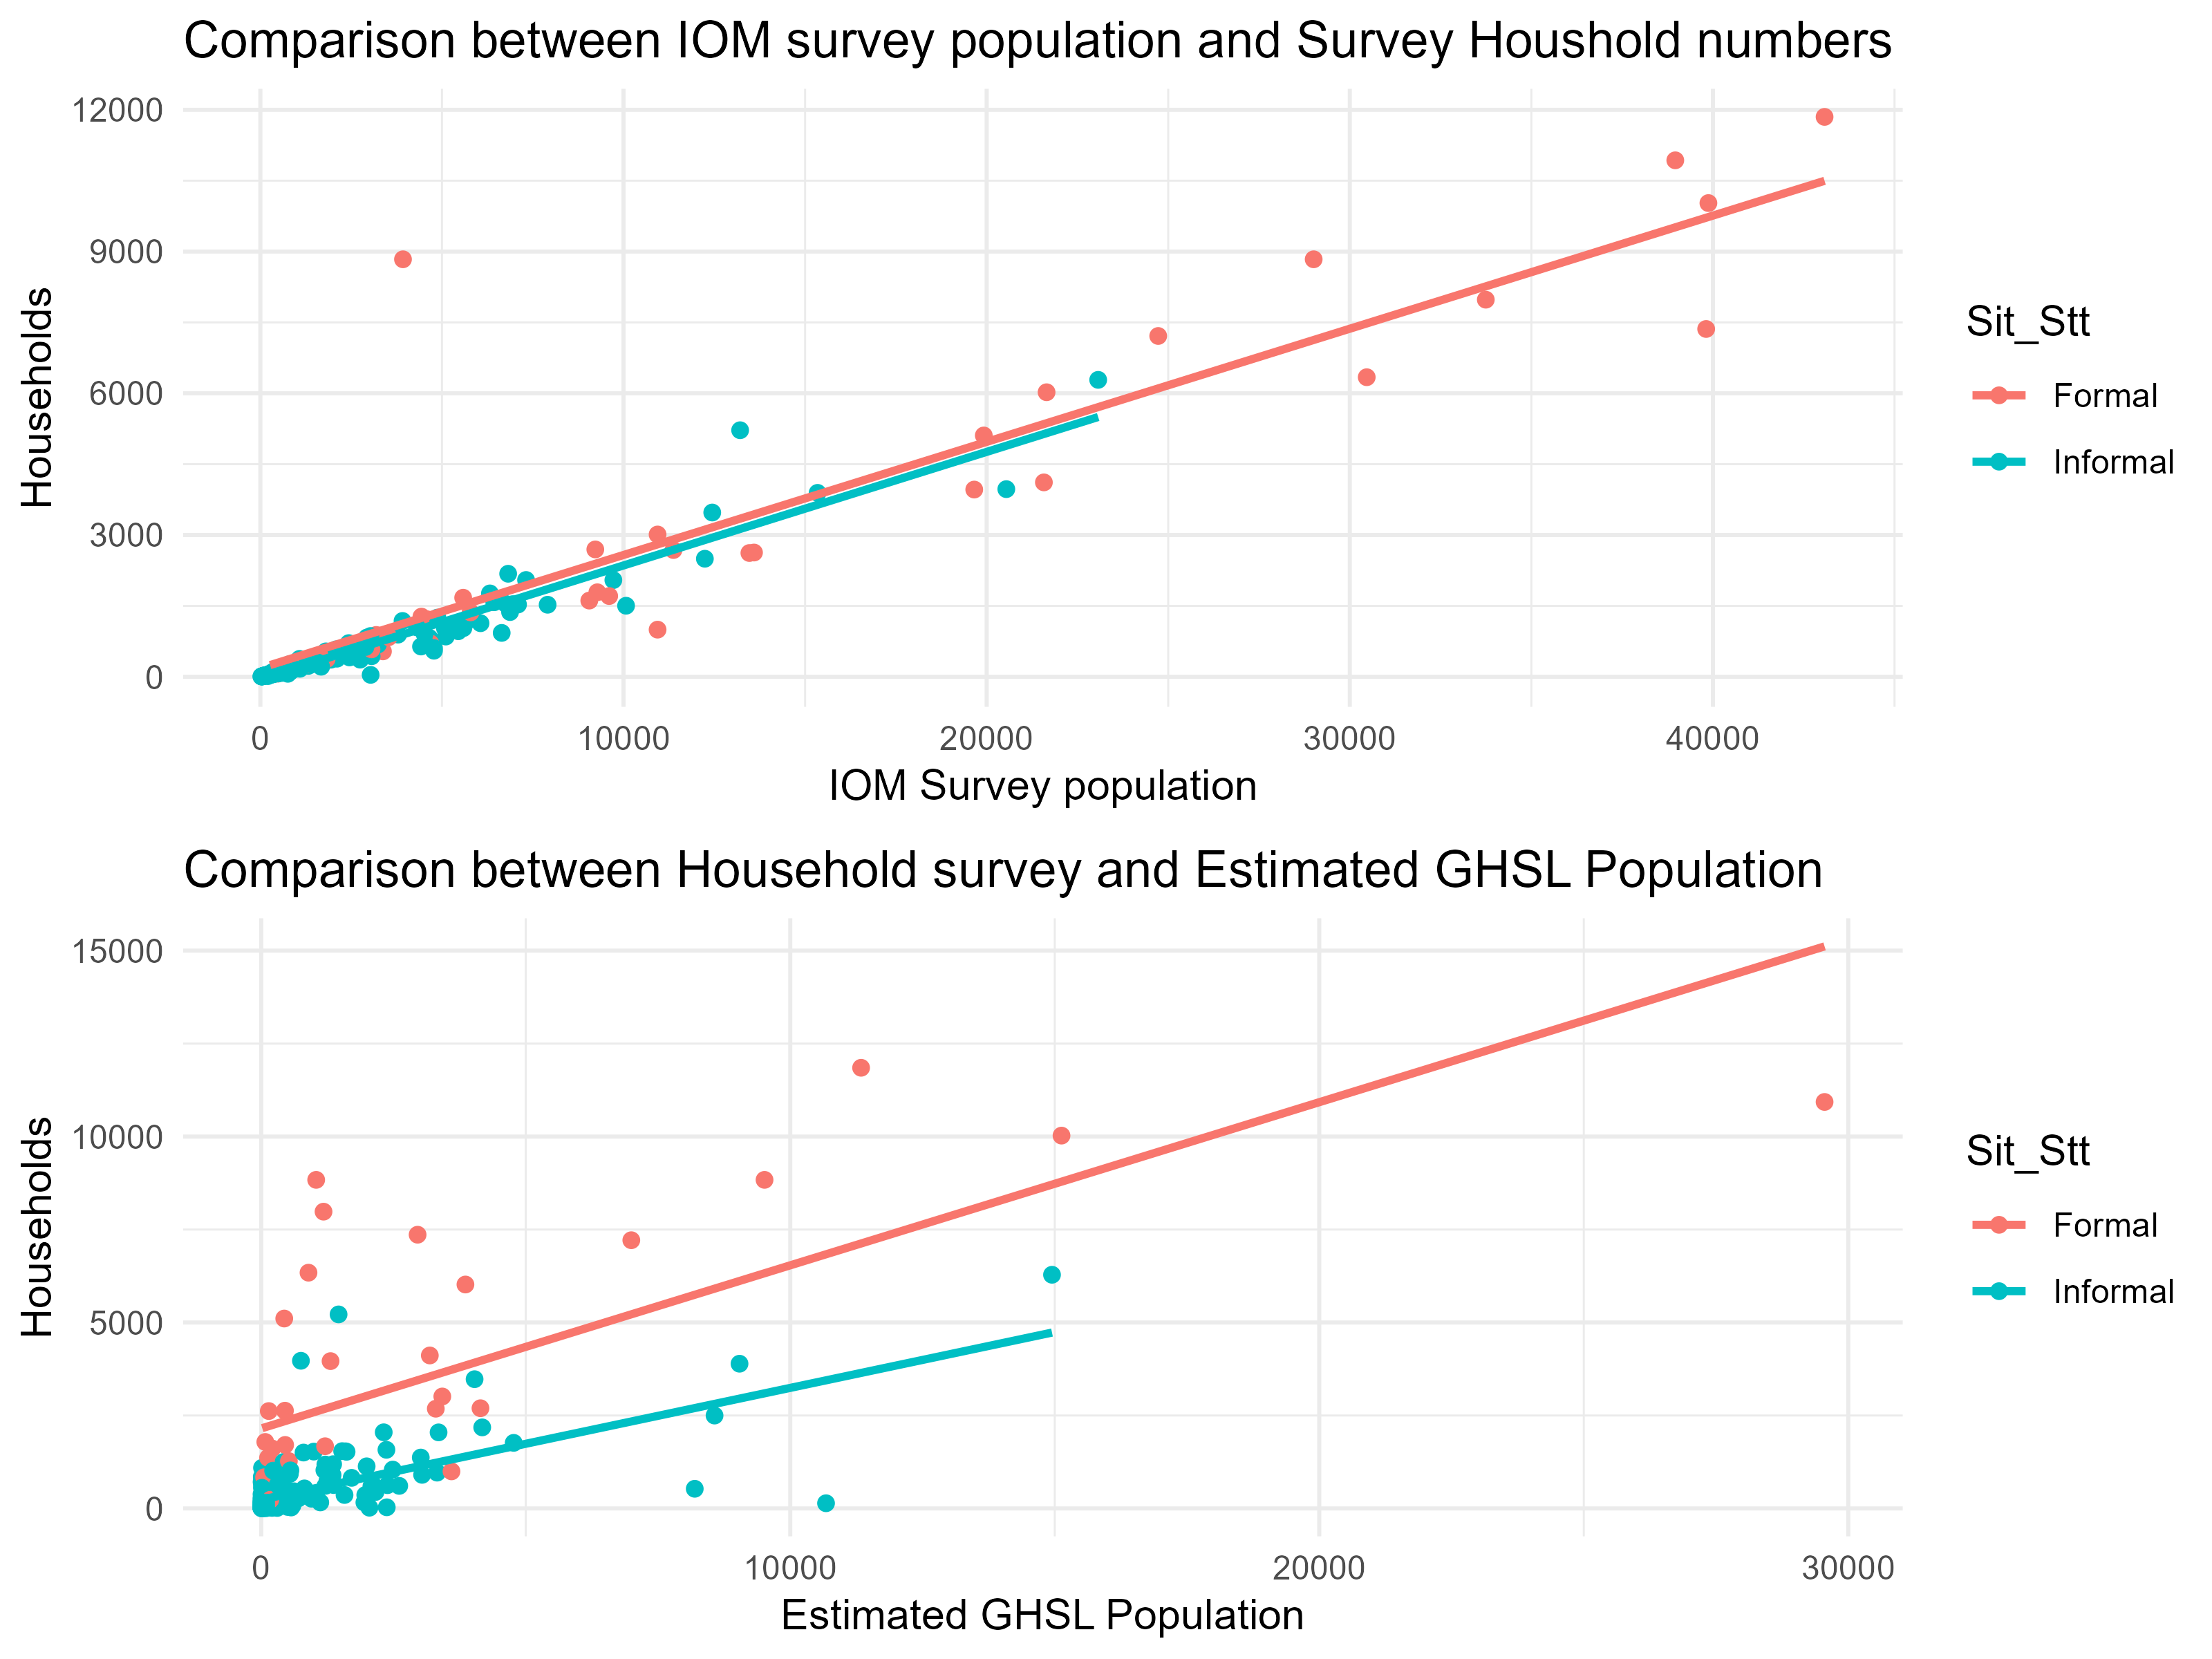 Comparison between IOM survey population and Survey Houshold numbers
12000
9000
6000
3000
0
Households
0 10000 20000 30000 40000
IOM Survey population
Sit_Stt
Formal
Informal
Comparison between Household survey and Estimated GHSL Population
15000
10000
5000
0
Households
0 10000 20000 30000
Estimated GHSL Population
Sit_Stt
Formal
Informal